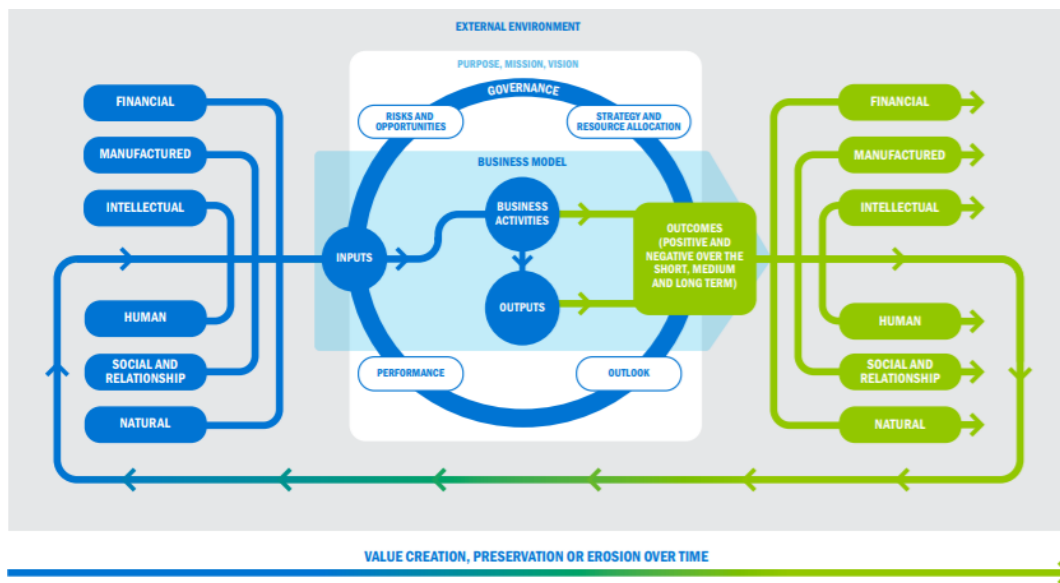 EXTERNAL ENVIRONMENT
PURPOSE, MISSION, VISION
GOVERNANCE
RISKS AND
OPPORTUNITIES
STRATEGY AND
RESOURCE ALLOCATION
FINANCIAL
MANUFACTURED
INTELLECTUAL
HUMAN
SOCIAL AND
RELATIONSHIP
NATURAL
BUSINESS MODEL
INPUTS
BUSINESS
ACTIVITIES
OUTPUTS
OUTCOMES
(POSITIVE AND
NEGATIVE OVER THE
SHORT, MEDIUM
AND LONG TERM)
PERFORMANCE
OUTLOOK
FINANCIAL
MANUFACTURED
INTELLECTUAL
HUMAN
SOCIAL AND
RELATIONSHIP
NATURAL
VALUE CREATION, PRESERVATION OR EROSION OVER TIME